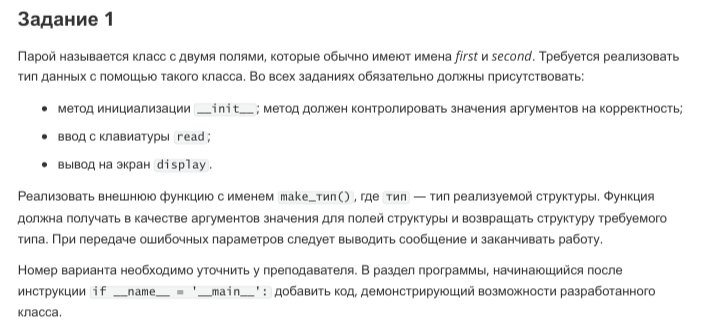 Задание 1
Парой называется класс с двумя полями, которые обычно имеют имена first и second. Требуется реализовать
тип данных с помощью такого класса. Во всех заданиях обязательно должны присутствовать:
• метод инициализации __init__; метод должен контролировать значения аргументов на корректность;
• ввод с клавиатуры read;
• вывод на экран display.
Реализовать внешнюю функцию с именем make_тип(), где тип — тип реализуемой структуры. Функция
должна получать в качестве аргументов значения для полей структуры и возвращать структуру требуемого
типа. При передаче ошибочных параметров следует выводить сообщение и заканчивать работу.
Номер варианта необходимо уточнить у преподавателя. В раздел программы, начинающийся после
инструкции if __name__ = '__main__': добавить код, демонстрирующий возможности разработанного
класса.